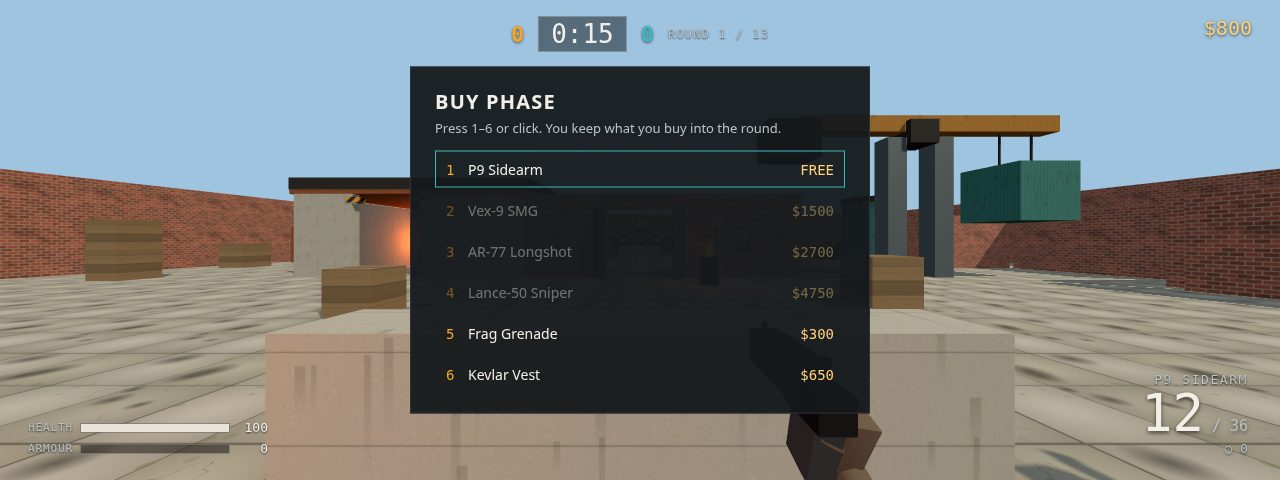 0 0:15 0 ROUND 1 / 13
$800
BUY PHASE
Press 1–6 or click. You keep what you buy into the round.
1 P9 Sidearm FREE
2 Vex-9 SMG $1500
3 AR-77 Longshot $2700
4 Lance-50 Sniper $4750
5 Frag Grenade $300
6 Kevlar Vest $650
HEALTH 100
ARMOUR 0
P9 SIDEARM
12 / 36
○ 0